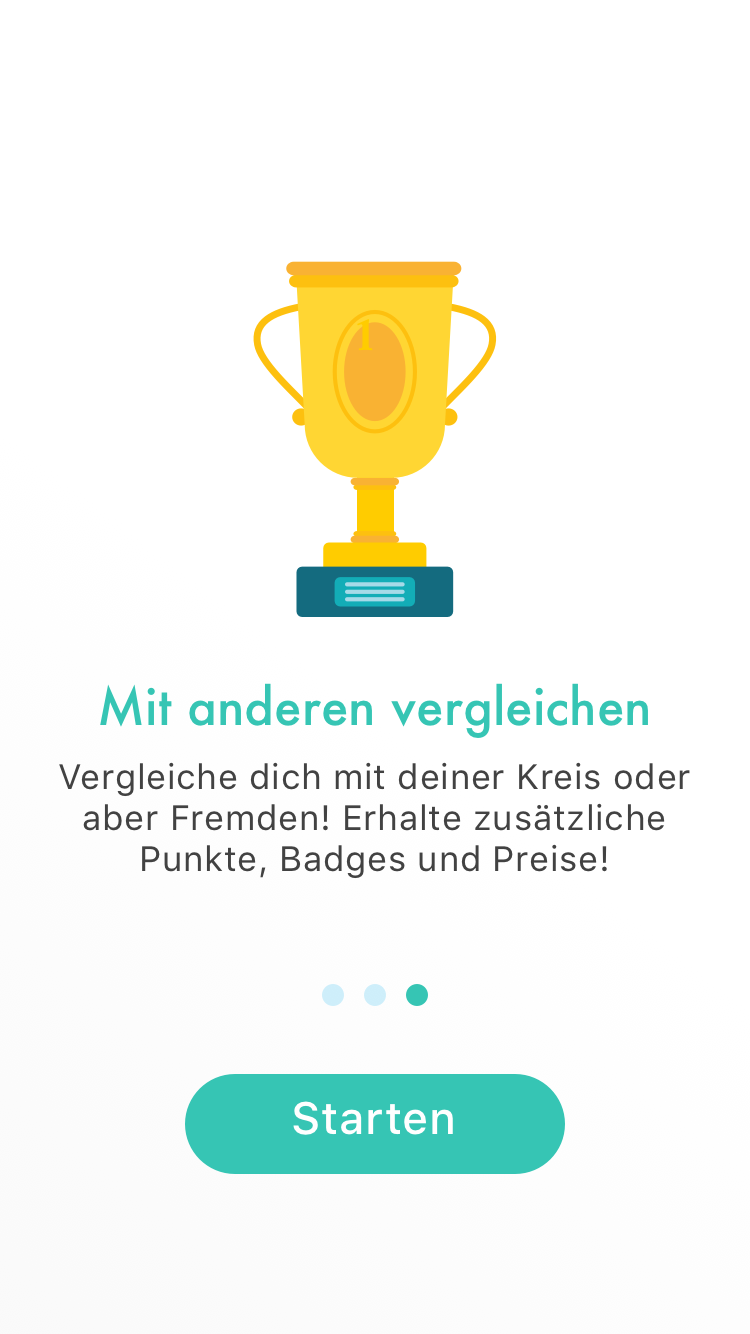 1
Mit anderen vergleichen
Vergleiche dich mit deiner Kreis oder
aber Fremden! Erhalte zusätzliche
Punkte, Badges und Preise!
Starten